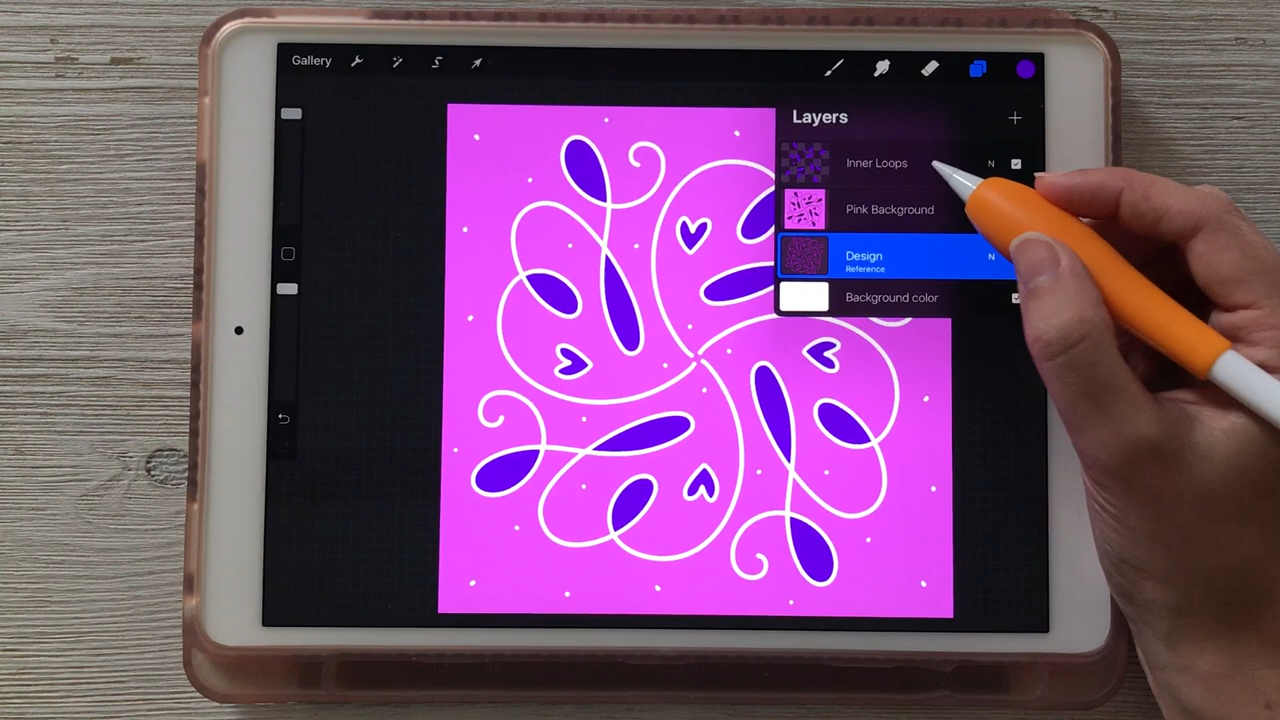 Gallery
Layers
Inner Loops N
Pink Background
Design N
Reference
Background color